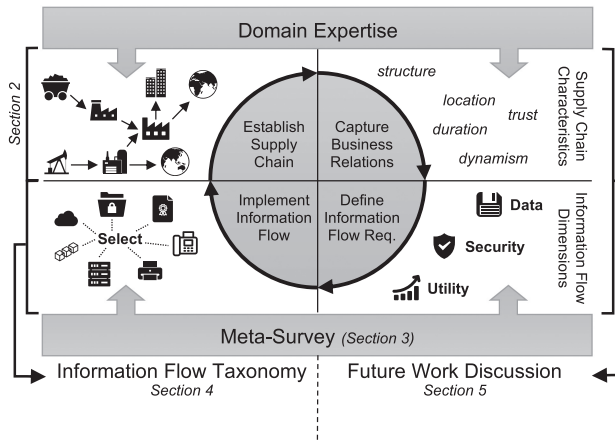 Domain Expertise
Section 2
Establish
Supply
Chain
Capture
Business
Relations
structure
location
trust
duration
dynamism
Supply Chain
Characteristics
Select
Implement
Information
Flow
Define
Information
Flow Req.
Data
Security
Utility
Information Flow
Dimensions
Meta-Survey (Section 3)
Information Flow Taxonomy
Section 4
Future Work Discussion
Section 5